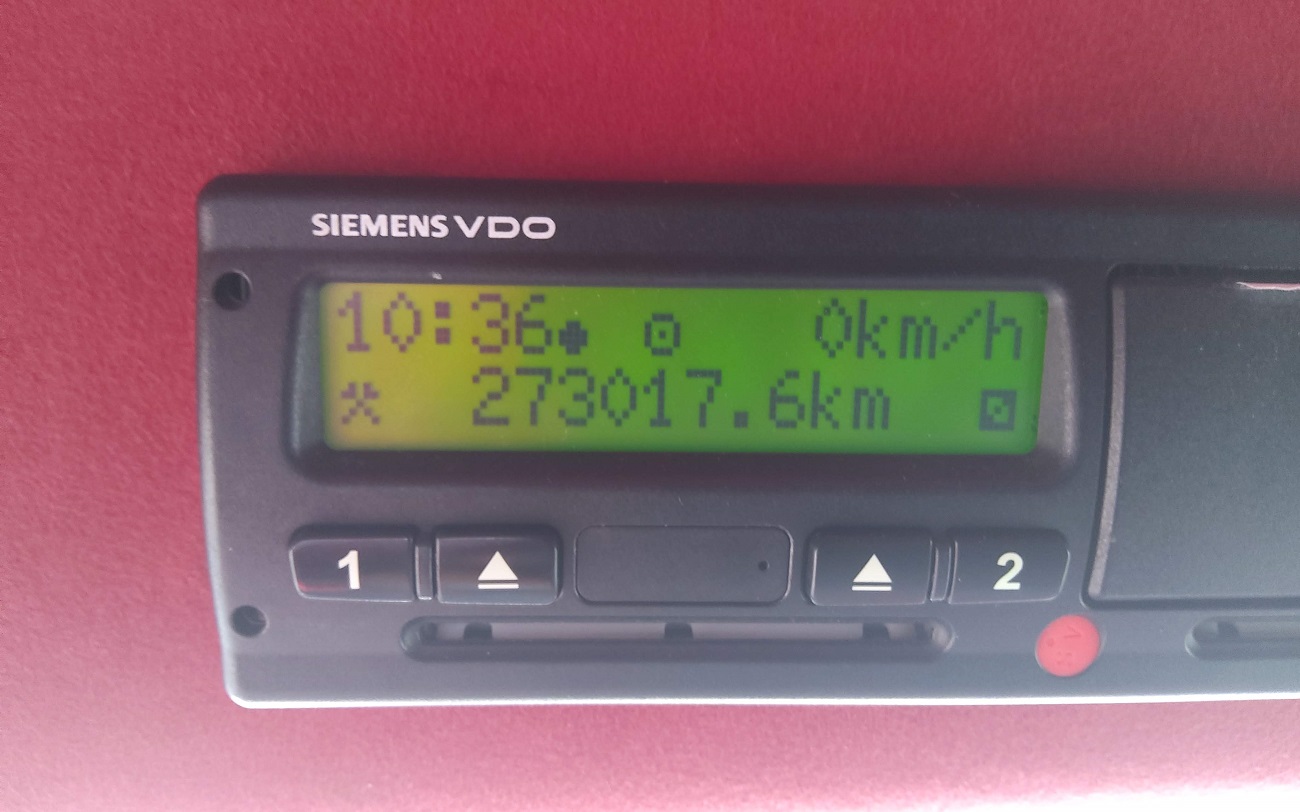 SIEMENS VDO
10:36 0km/h
273017.6km
1 2